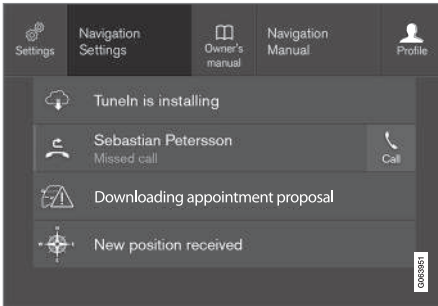 Settings
Navigation
Settings
Owner's
manual
Navigation
Manual
Profile
TuneIn is installing
Sebastian Petersson
Missed call
Call
Downloading appointment proposal
New position received
G063951